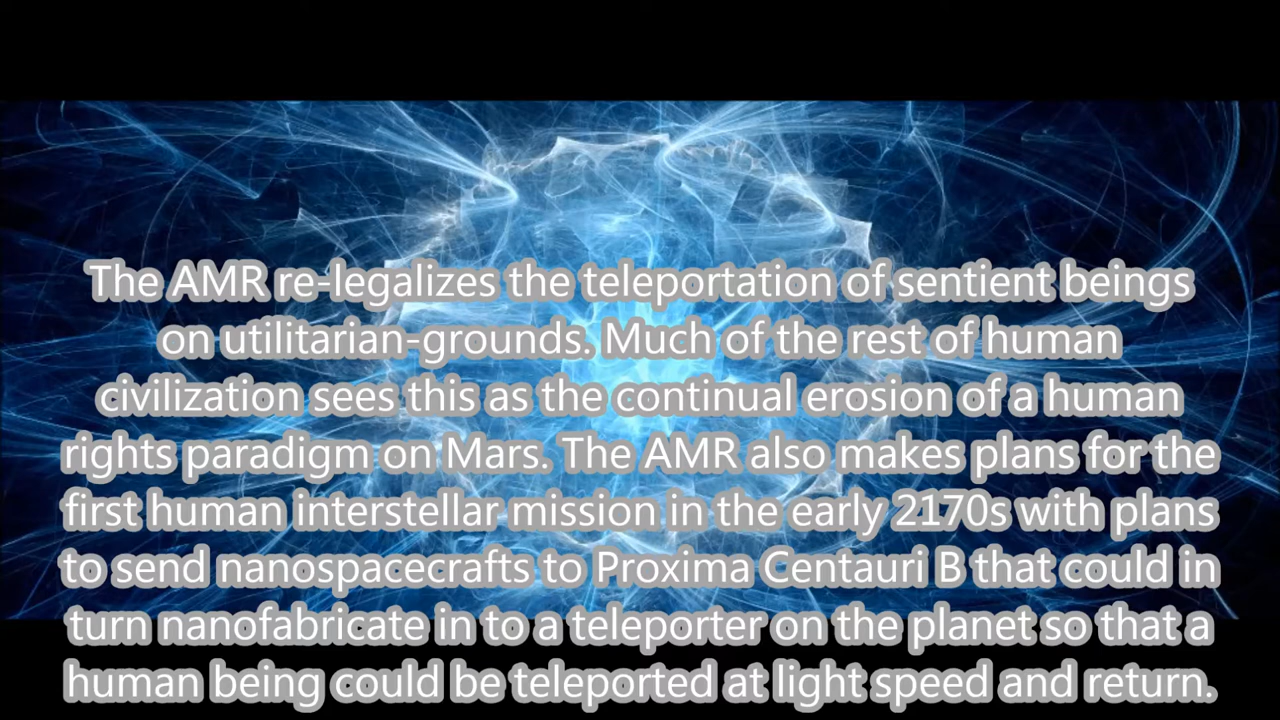 The AMR re-legalizes the teleportation of sentient beings
on utilitarian-grounds. Much of the rest of human
civilization sees this as the continual erosion of a human
rights paradigm on Mars. The AMR also makes plans for the
first human interstellar mission in the early 2170s with plans
to send nanospacecrafts to Proxima Centauri B that could in
turn nanofabricate in to a teleporter on the planet so that a
human being could be teleported at light speed and return.